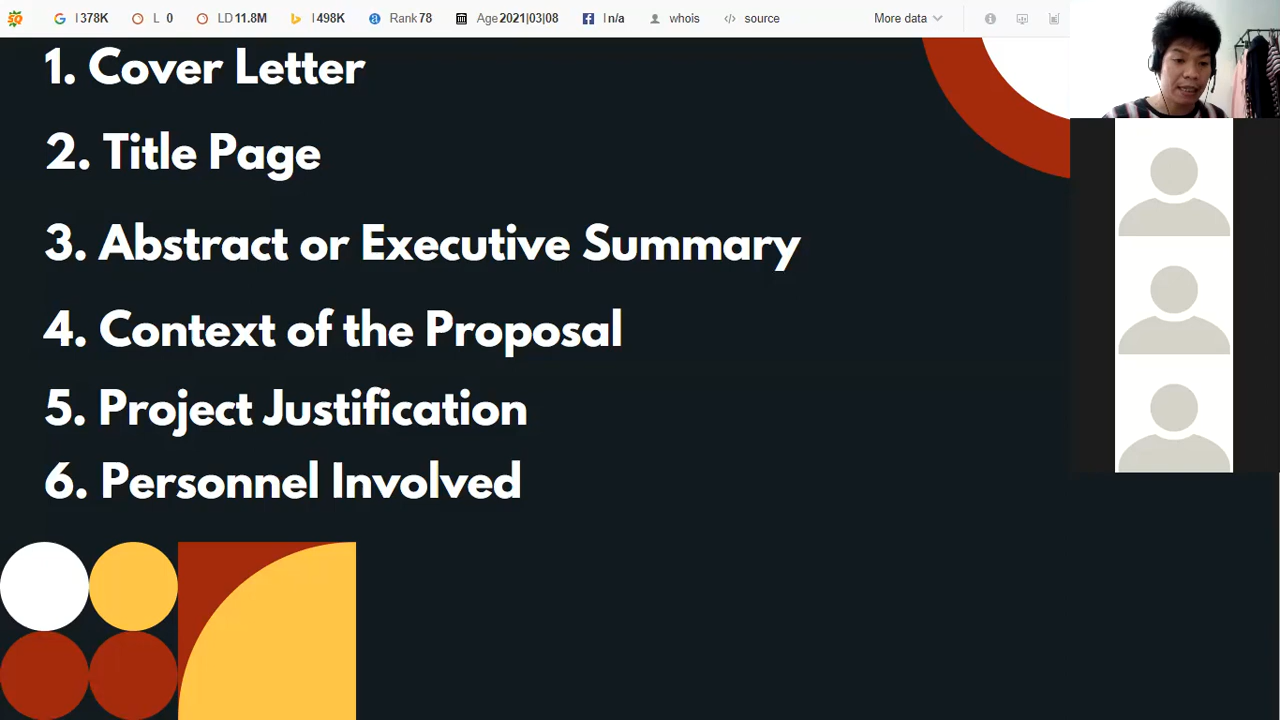 I 378K L 0 LD 11.8M I 498K Rank 78 Age 2021|03|08 I n/a whois source More data
1. Cover Letter
2. Title Page
3. Abstract or Executive Summary
4. Context of the Proposal
5. Project Justification
6. Personnel Involved